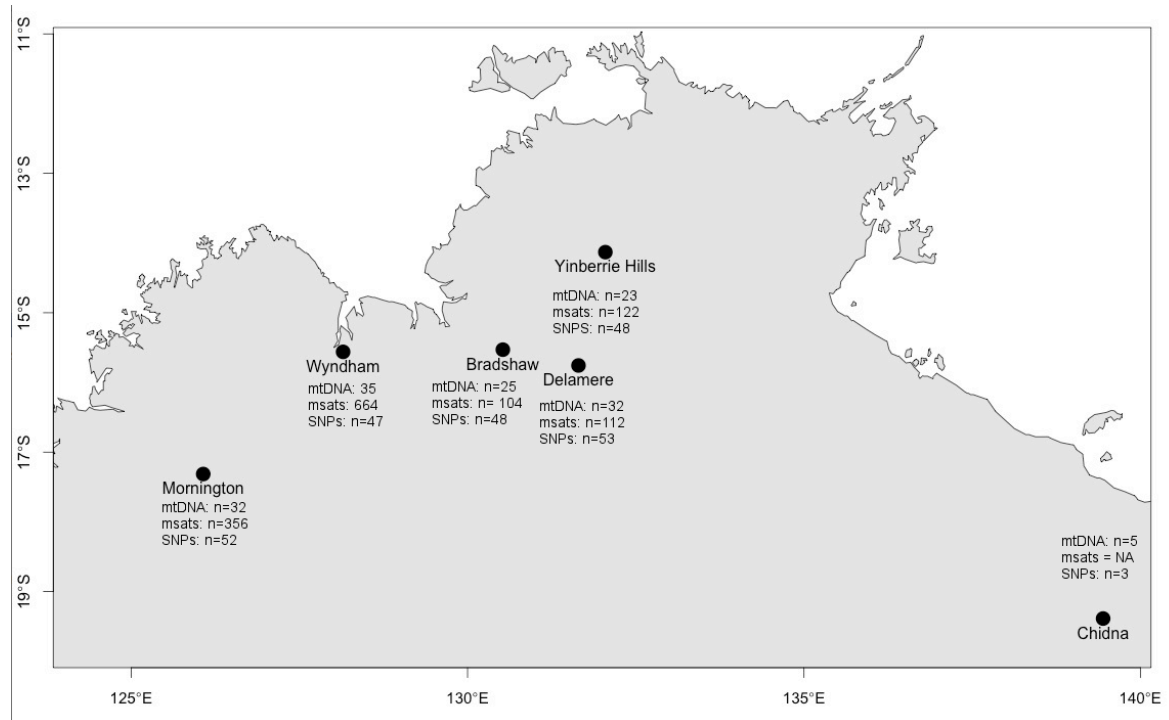 11°S
13°S
15°S
17°S
19°S
Yinberrie Hills
mtDNA: n=23
msats: n=122
SNPS: n=48
Wyndham
mtDNA: 35
msats: 664
SNPs: n=47
Bradshaw
mtDNA: n=25
msats: n= 104
SNPs: n=48
Delamere
mtDNA: n=32
msats: n=112
SNPs: n=53
Mornington
mtDNA: n=32
msats: n=356
SNPs: n=52
mtDNA: n=5
msats = NA
SNPs: n=3
Chidna
125°E
130°E
135°E
140°E